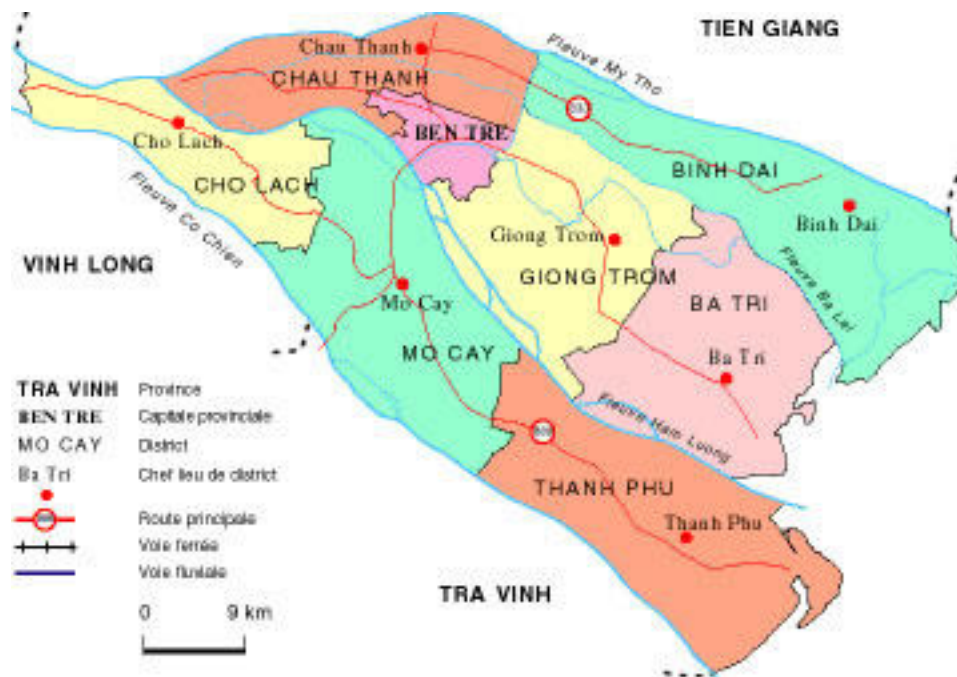 TIEN GIANG
Chau Thanh
CHAU THANH
Fleuve My Tho
BEN TRE
Cho Lach
CHO LACH
BINH DAI
Binh Dai
Fleuve Co Chien
VINH LONG
Giong Trom
GIONG TROM
Fleuve Ba Lai
Mo Cay
MO CAY
BA TRI
Ba Tri
Fleuve Ham Luong
THANH PHU
Thanh Phu
TRA VINH
TRA VINH Province
BEN TRE Capitale provinciale
MO CAY District
Ba Tri Chef lieu de district
Route principale
Voie ferrée
Voie fluviale
0 9 km